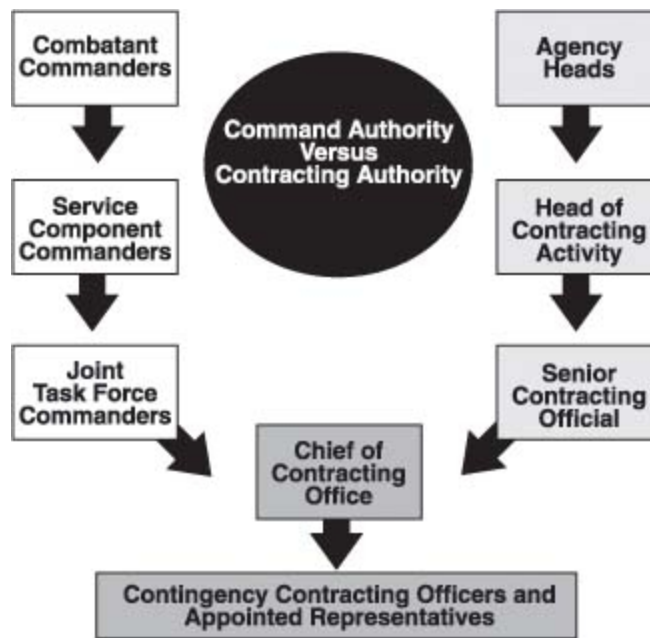 Combatant
Commanders
Command Authority
Versus
Contracting Authority
Agency
Heads
Service
Component
Commanders
Head of
Contracting
Activity
Joint
Task Force
Commanders
Senior
Contracting
Official
Chief of
Contracting
Office
Contingency Contracting Officers and
Appointed Representatives